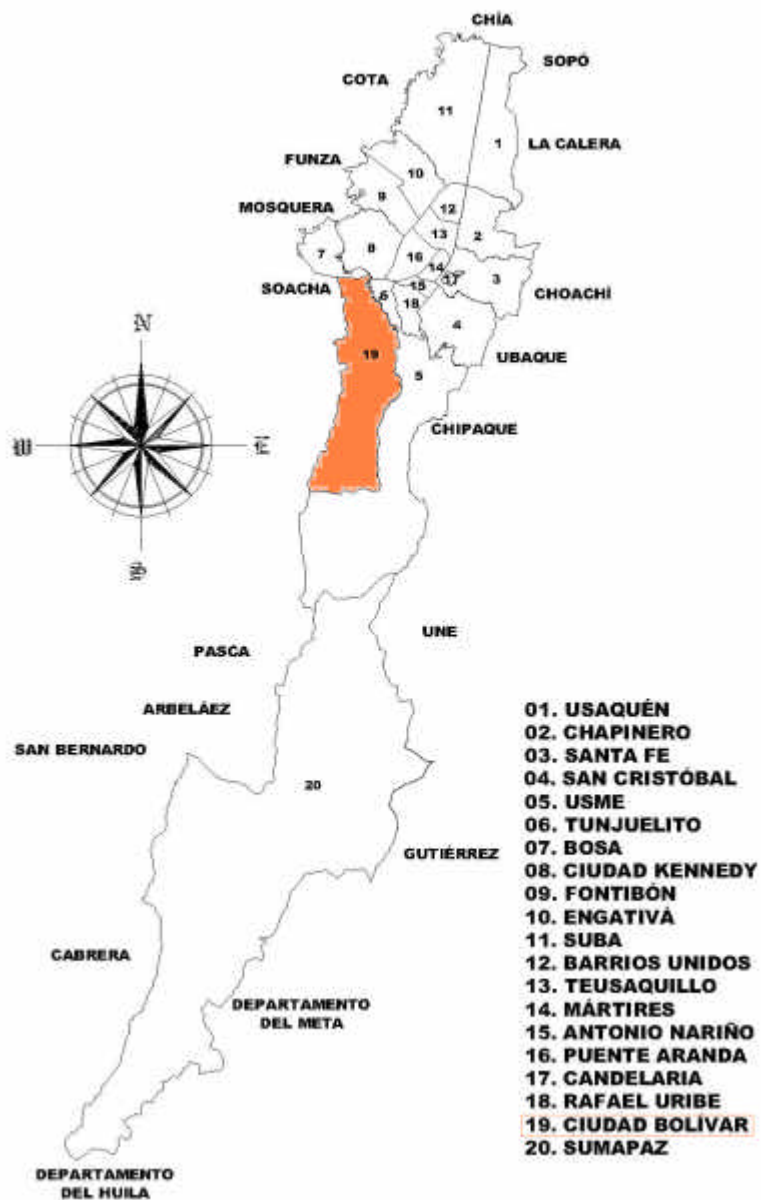 CHÍA
SOPÓ
COTA
11
1
LA CALERA
FUNZA
10
9
12
MOSQUERA
13
2
7
8
16
14
17
3
SOACHA
6
15
CHOACHÍ
18
4
N
19
UBAQUE
5
CHIPAQUE
W
E
S
UNE
PASCA
ARBELÁEZ
SAN BERNARDO
20
GUTIÉRREZ
CABRERA
DEPARTAMENTO
DEL META
DEPARTAMENTO
DEL HUILA
01. USAQUÉN
02. CHAPINERO
03. SANTA FE
04. SAN CRISTÓBAL
05. USME
06. TUNJUELITO
07. BOSA
08. CIUDAD KENNEDY
09. FONTIBÓN
10. ENGATIVÁ
11. SUBA
12. BARRIOS UNIDOS
13. TEUSAQUILLO
14. MÁRTIRES
15. ANTONIO NARIÑO
16. PUENTE ARANDA
17. CANDELARIA
18. RAFAEL URIBE
19. CIUDAD BOLÍVAR
20. SUMAPAZ